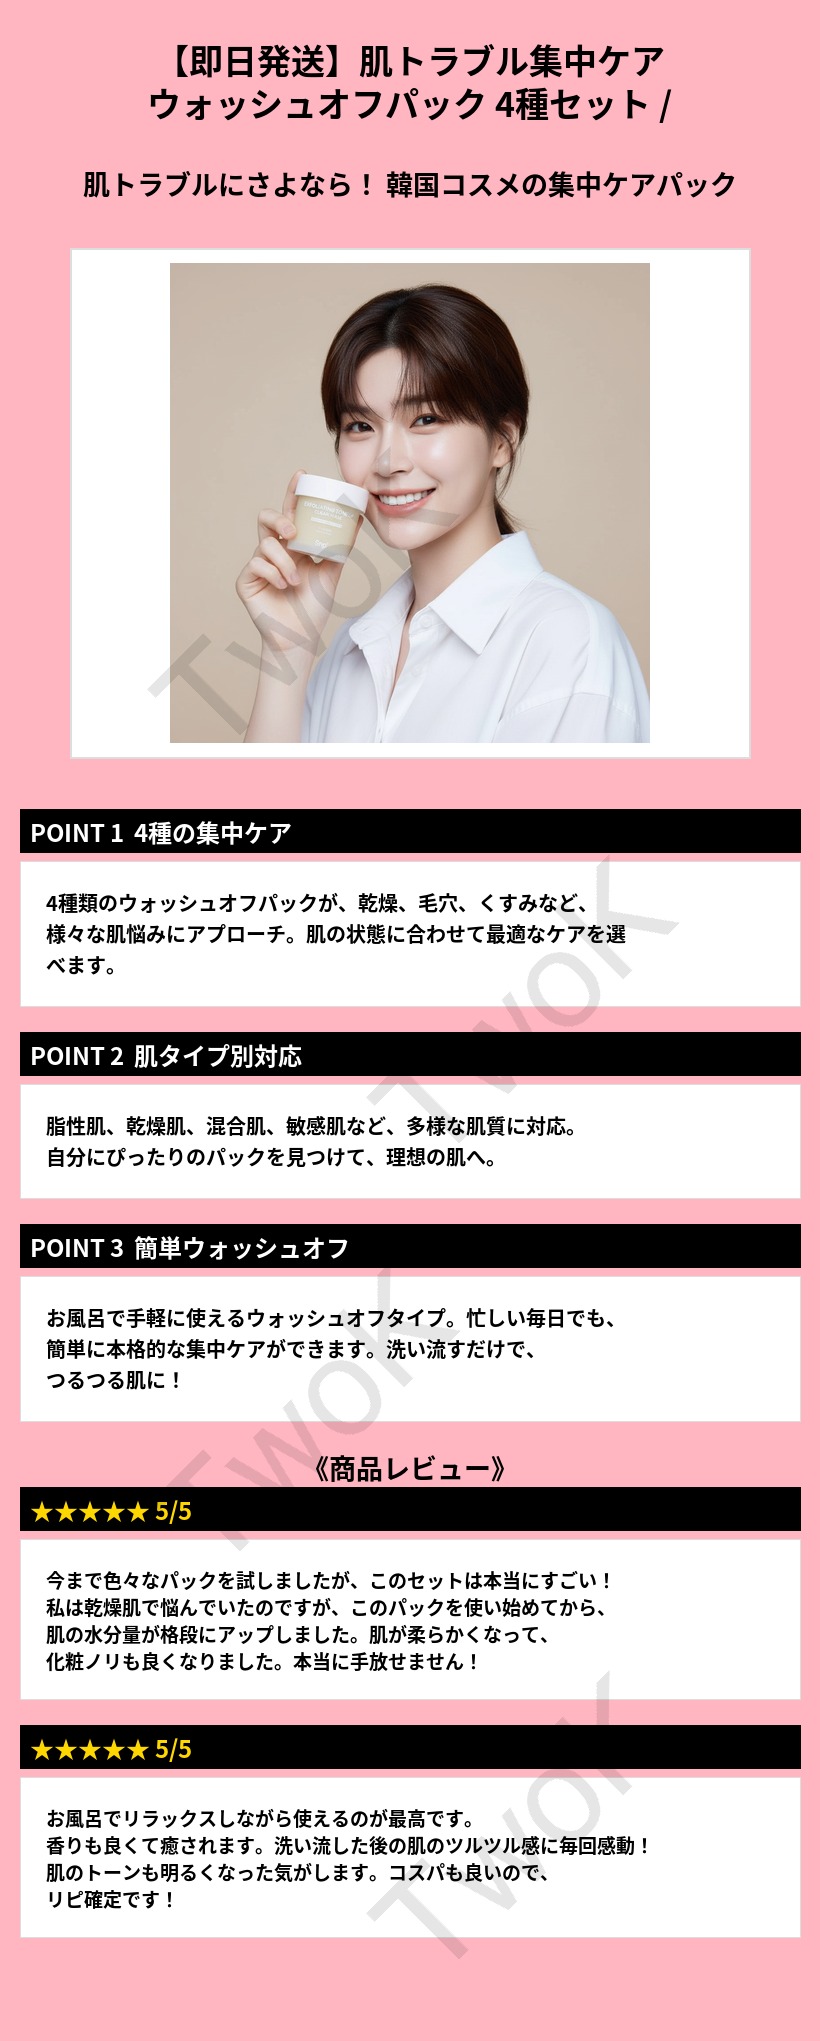 【即日発送】肌トラブル集中ケア
ウォッシュオフパック 4種セット /
肌トラブルにさよなら！ 韓国コスメの集中ケアパック
TwoK
POINT 1 4種の集中ケア
4種類のウォッシュオフパックが、乾燥、毛穴、くすみなど、
様々な肌悩みにアプローチ。肌の状態に合わせて最適なケアを選
べます。
TwoK
POINT 2 肌タイプ別対応
脂性肌、乾燥肌、混合肌、敏感肌など、多様な肌質に対応。
自分にぴったりのパックを見つけて、理想の肌へ。
POINT 3 簡単ウォッシュオフ
お風呂で手軽に使えるウォッシュオフタイプ。忙しい毎日でも、
簡単に本格的な集中ケアができます。洗い流すだけで、
つるつる肌に！
TwoK
《商品レビュー》
★★★★★ 5/5
今まで色々なパックを試しましたが、このセットは本当にすごい！
私は乾燥肌で悩んでいたのですが、このパックを使い始めてから、
肌の水分量が格段にアップしました。肌が柔らかくなって、
化粧ノリも良くなりました。本当に手放せません！
★★★★★ 5/5
お風呂でリラックスしながら使えるのが最高です。
香りも良くて癒されます。洗い流した後の肌のツルツル感に毎回感動！
肌のトーンも明るくなった気がします。コスパも良いので、
リピ確定です！
TwoK